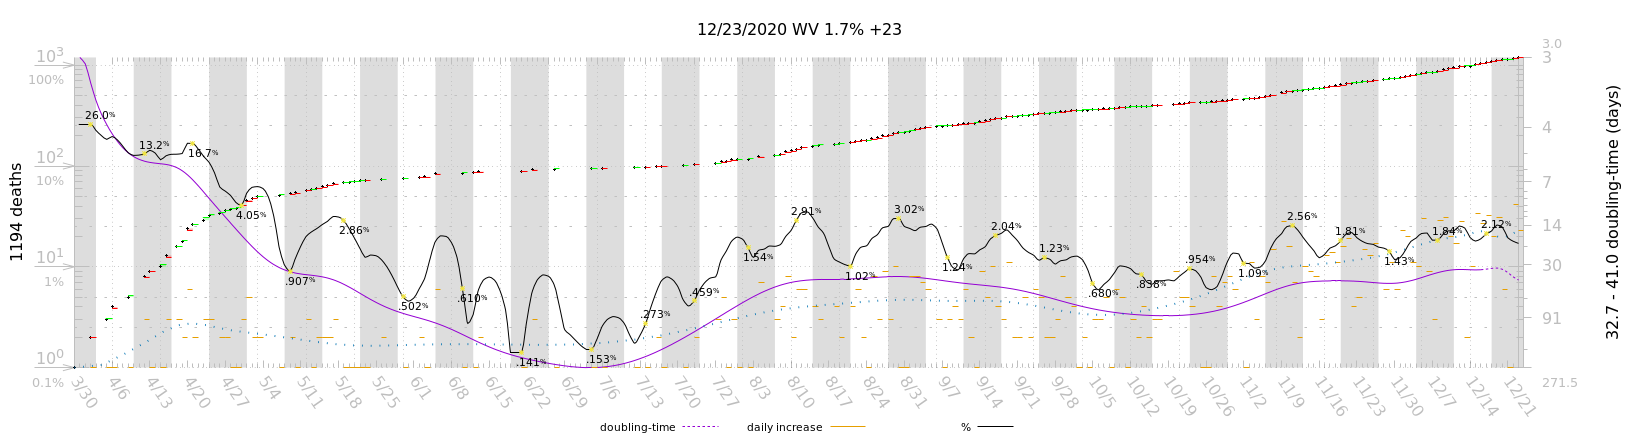 12/23/2020 WV 1.7% +23
10³ 3.0
3
100%
26.0%
13.2% 16.7% 4
10² 10% 7
4.05% 2.86% 2.91% 3.02% 2.04% 1.23% 2.56% 1.81% 1.84% 2.12% 14
10¹ 1.54% 1.24% 1.43% 30
1% .907% 1.02% .838% .954% 1.09%
.502% .610% .459% .680%
.273% 91
10⁰ .141% .153%
0.1% 271.5
1194 deaths
32.7 - 41.0 doubling-time (days)
3/30 4/6 4/13 4/20 4/27 5/4 5/11 5/18 5/25 6/1 6/8 6/15 6/22 6/29 7/6 7/13 7/20 7/27 8/3 8/10 8/17 8/24 8/31 9/7 9/14 9/21 9/28 10/5 10/12 10/19 10/26 11/2 11/9 11/16 11/23 11/30 12/7 12/14 12/21
doubling-time daily increase %